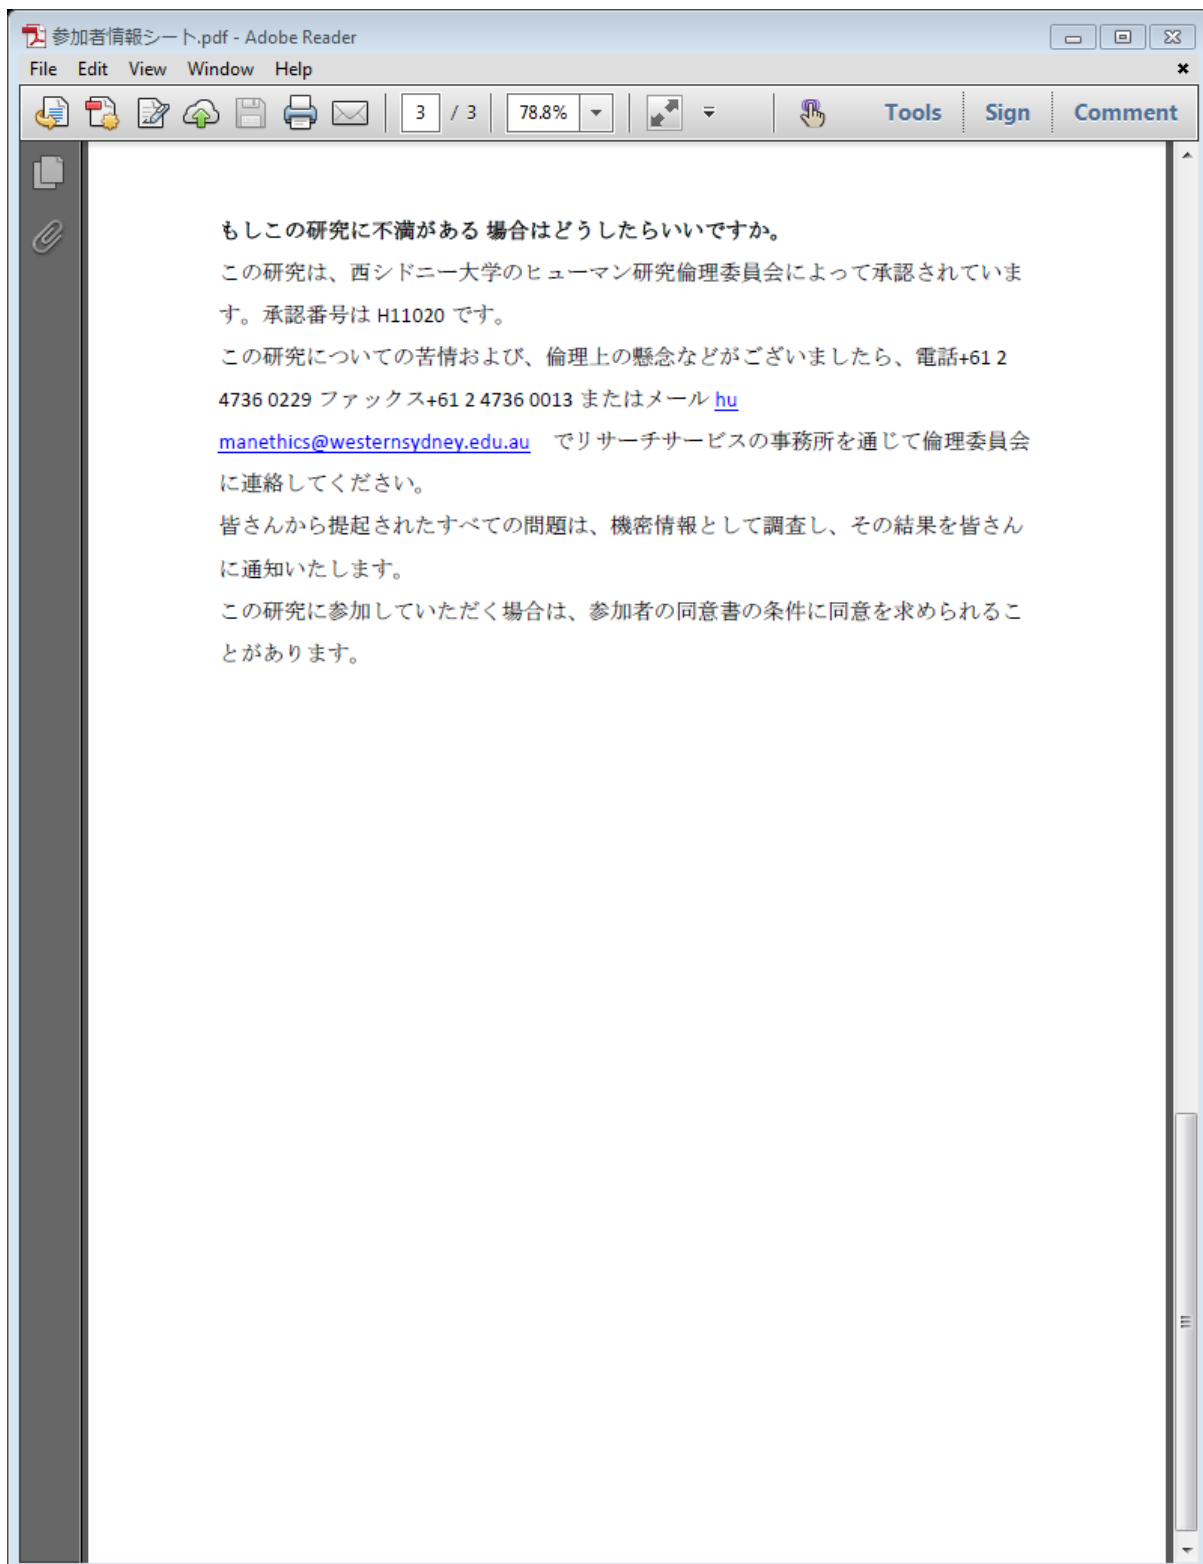 参加者情報シート.pdf - Adobe Reader
File Edit View Window Help
3 / 3 78.8% Tools Sign Comment
もしこの研究に不満がある 場合はどうしたらいいですか。
この研究は、西シドニー大学のヒューマン研究倫理委員会によって承認されていま
す。承認番号は H11020 です。
この研究についての苦情および、倫理上の懸念などがございましたら、電話+61 2
4736 0229 ファックス+61 2 4736 0013 またはメール hu
manethics@westernsydney.edu.au　でリサーチサービスの事務所を通じて倫理委員会
に連絡してください。
皆さんから提起されたすべての問題は、機密情報として調査し、その結果を皆さん
に通知いたします。
この研究に参加していただく場合は、参加者の同意書の条件に同意を求められるこ
とがあります。